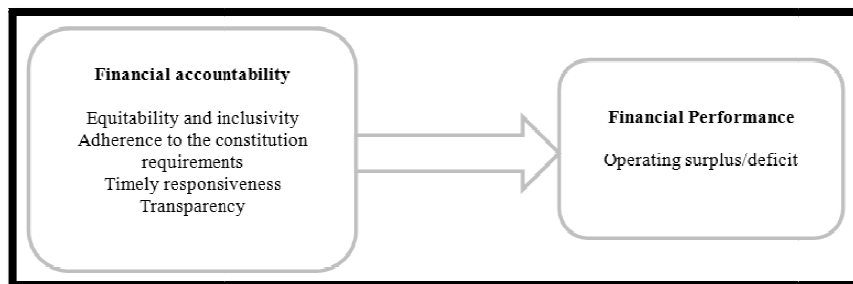 Financial accountability
Equitability and inclusivity
Adherence to the constitution
requirements
Timely responsiveness
Transparency
Financial Performance
Operating surplus/deficit